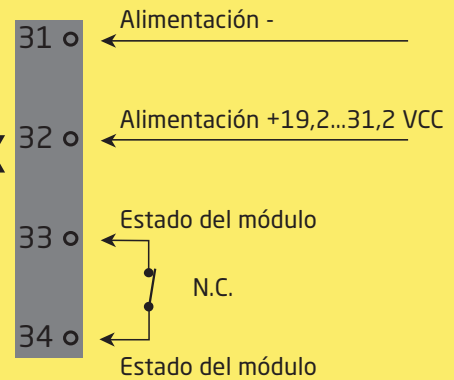 Alimentación -
31
Alimentación +19,2...31,2 VCC
32
Estado del módulo
33
N.C.
34
Estado del módulo